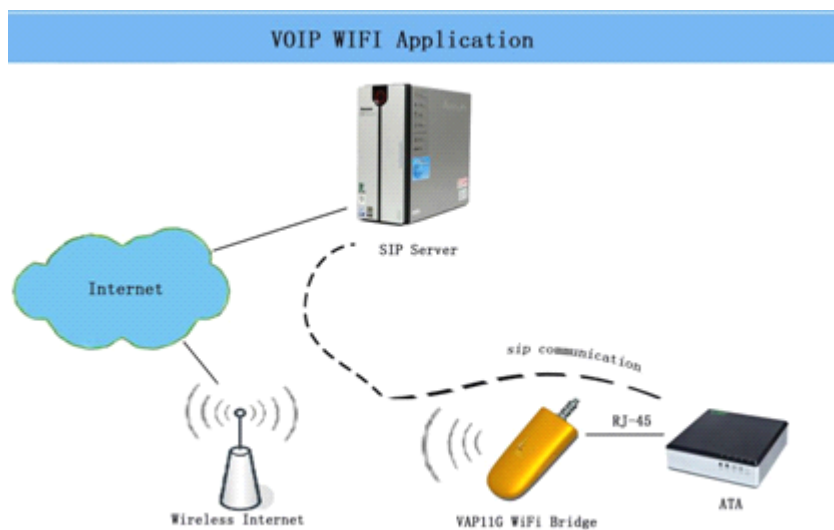 VOIP WIFI Application
SIP Server
Internet
sip communication
RJ-45
Wireless Internet
VAP11G WiFi Bridge
ATA